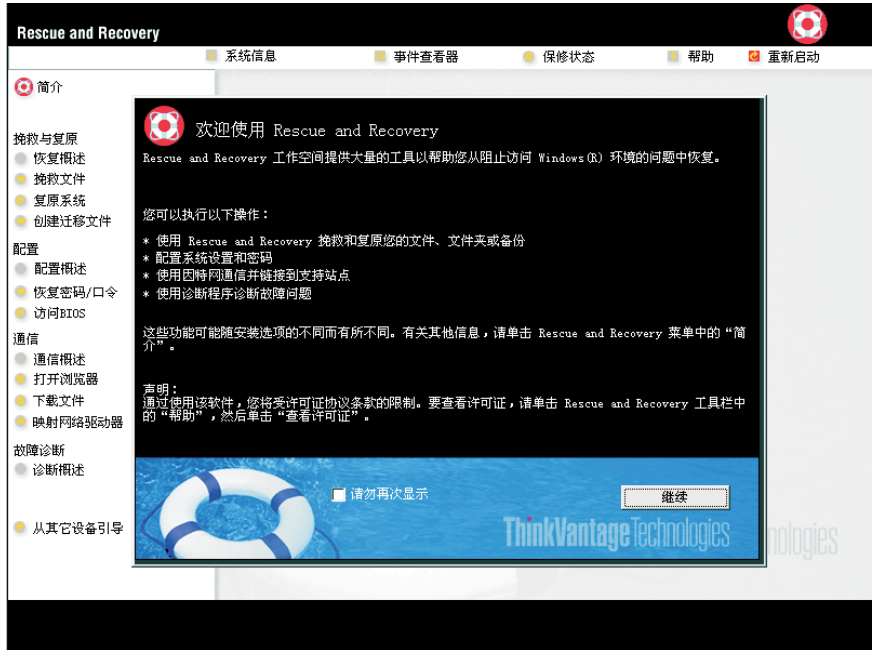 Rescue and Recovery
系统信息
事件查看器
保修状态
帮助
重新启动
简介
挽救与复原
恢复概述
挽救文件
复原系统
创建迁移文件
配置
配置概述
恢复密码/口令
访问BIOS
通信
通信概述
打开浏览器
下载文件
映射网络驱动器
故障诊断
诊断概述
从其它设备引导
欢迎使用 Rescue and Recovery
Rescue and Recovery 工作空间提供大量的工具以帮助您从阻止访问 Windows(R) 环境的问题中恢复。
您可以执行以下操作：
* 使用 Rescue and Recovery 挽救和复原您的文件、文件夹或备份
* 配置系统设置和密码
* 使用因特网通信并链接到支持站点
* 使用诊断程序诊断故障问题
这些功能可能随安装选项的不同而有所不同。有关其他信息，请单击 Rescue and Recovery 菜单中的“简
介”。
声明：
通过使用该软件，您将受许可证协议条款的限制。要查看许可证，请单击 Rescue and Recovery 工具栏中
的“帮助”，然后单击“查看许可证”。
请勿再次显示
继续
ThinkVantage Technologies
nologies